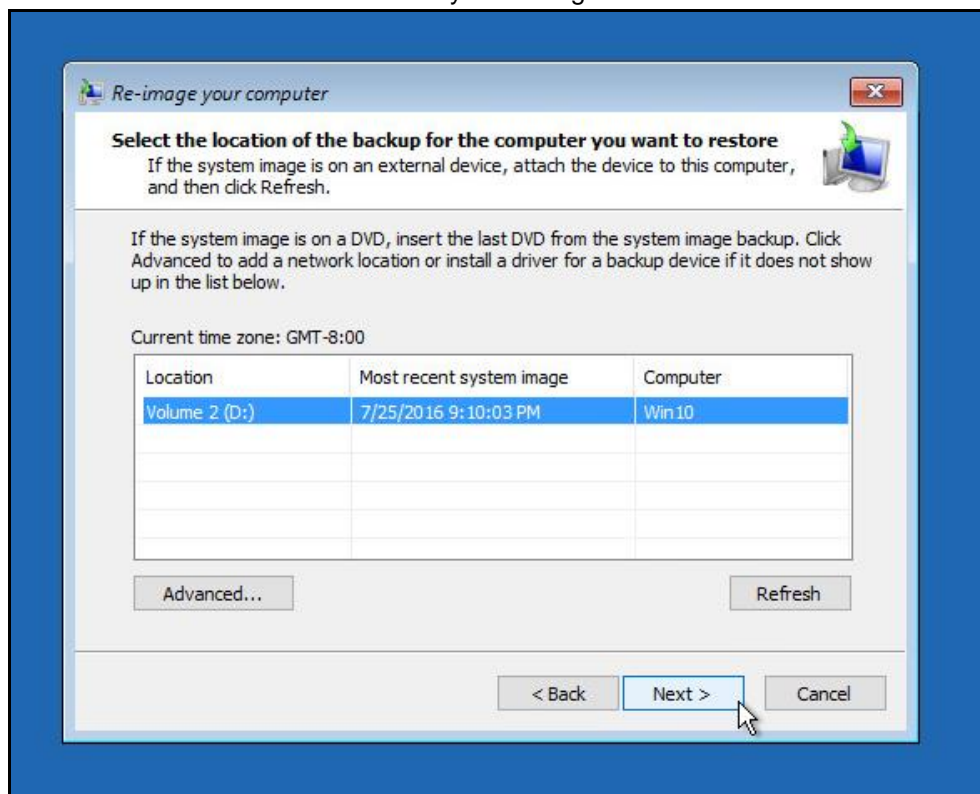 Re-image your computer
Select the location of the backup for the computer you want to restore
If the system image is on an external device, attach the device to this computer,
and then click Refresh.
If the system image is on a DVD, insert the last DVD from the system image backup. Click
Advanced to add a network location or install a driver for a backup device if it does not show
up in the list below.
Current time zone: GMT-8:00
Location Most recent system image Computer
Volume 2 (D:) 7/25/2016 9:10:03 PM Win10
Advanced... Refresh
< Back Next > Cancel